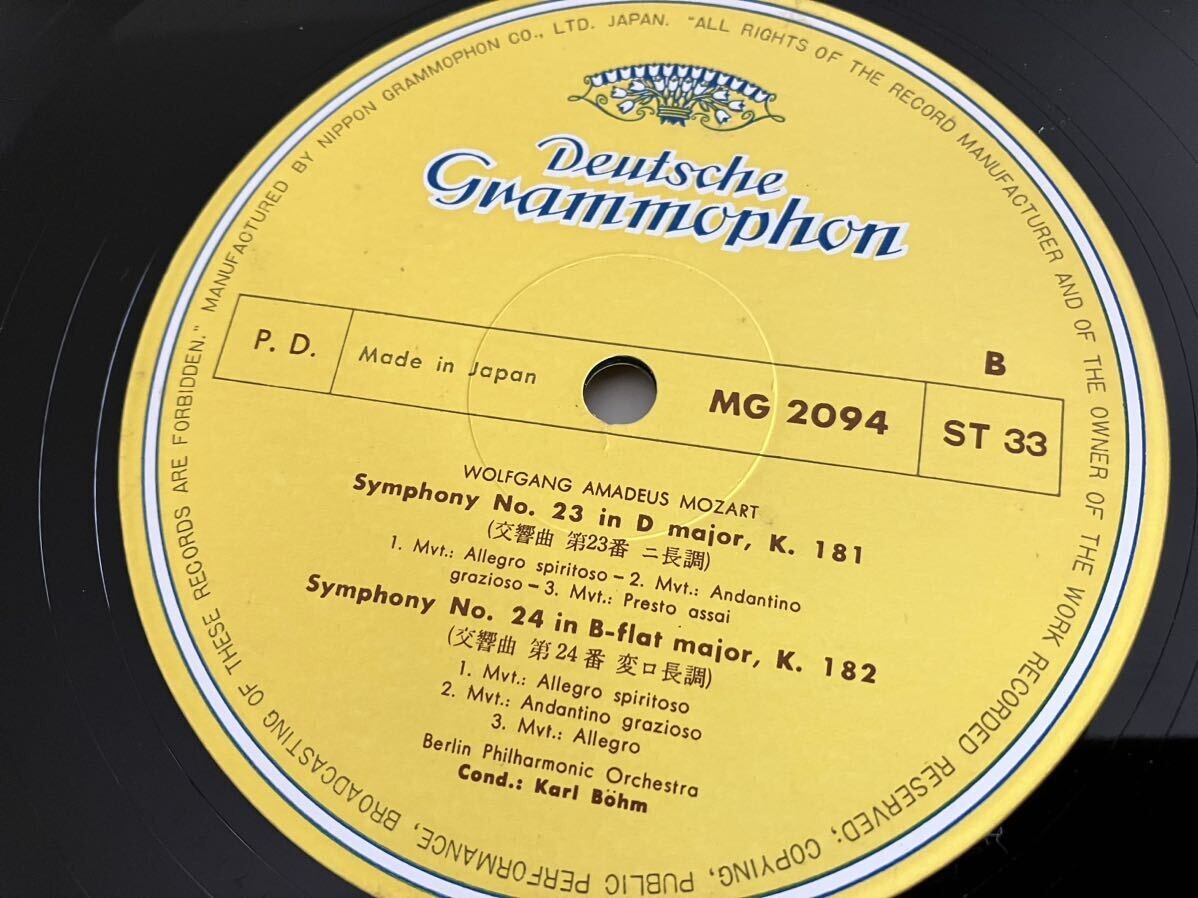 MANUFACTURED BY NIPPON GRAMMOPHON CO., LTD. JAPAN. "ALL RIGHTS OF THE RECORD MANUFACTURER AND OF THE OWNER OF THE WORK RECORDED RESERVED; COPYING, PUBLIC PERFORMANCE, BROADCASTING OF THESE RECORDS ARE FORBIDDEN."
Deutsche
Grammophon
B
P. D. Made in Japan MG 2094 ST 33
WOLFGANG AMADEUS MOZART
Symphony No. 23 in D major, K. 181
(交響曲 第23番 ニ長調)
1. Mvt.: Allegro spiritoso – 2. Mvt.: Andantino
grazioso – 3. Mvt.: Presto assai
Symphony No. 24 in B-flat major, K. 182
(交響曲 第24番 変ロ長調)
1. Mvt.: Allegro spiritoso
2. Mvt.: Andantino grazioso
3. Mvt.: Allegro
Berlin Philharmonic Orchestra
Cond.: Karl Böhm